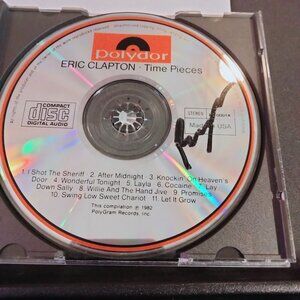 Polydor
ERIC CLAPTON · Time Pieces
COMPACT
disc
DIGITAL AUDIO
STEREO
Made in USA
1 I Shot The Sheriff 2. After Midnight 3 Knockin' On Heaven's
Door 4. Wonderful Tonight 5. Layla 6. Cocaine 7. Lay
Down Sally 8. Willie And The Hand Jive 9. Promises
10. Swing Low Sweet Chariot 11. Let It Grow
This compilation ℗ 1982
PolyGram Records, Inc.